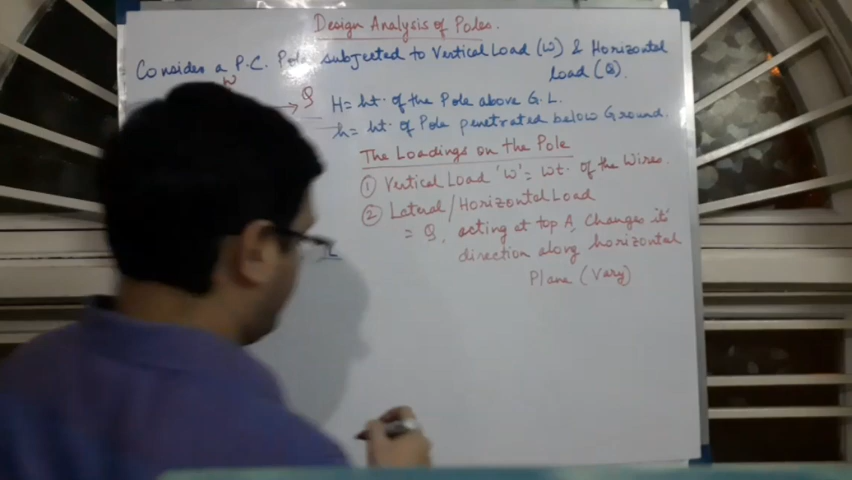 Design Analysis of Poles.
Consider a P.C. Pole subjected to Vertical Load (W) & Horizontal
load (Q).
W
Q
H = ht. of the Pole above G.L.
h = ht. of Pole penetrated below Ground.
The Loadings on the Pole
① Vertical Load 'W' = wt. of the Wires.
② Lateral/Horizontal Load
= Q, acting at top A, Changes it's
direction along horizontal
Plane (Vary)